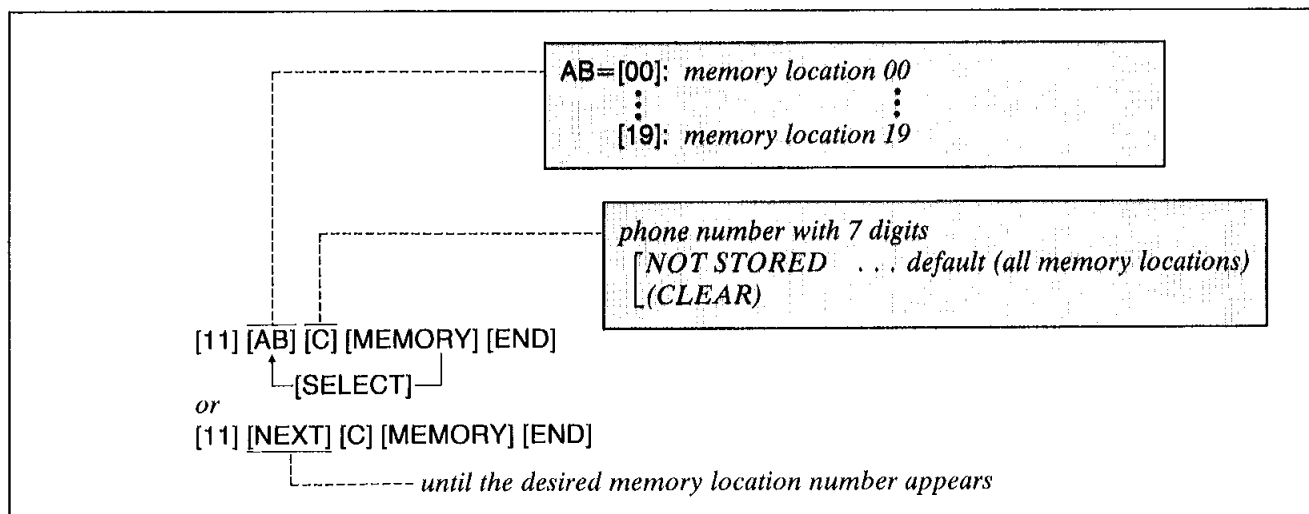 AB=[00]: memory location 00
[19]: memory location 19
phone number with 7 digits
[NOT STORED ... default (all memory locations)
(CLEAR)
[11] [AB] [C] [MEMORY] [END]
[SELECT]
or
[11] [NEXT] [C] [MEMORY] [END]
until the desired memory location number appears